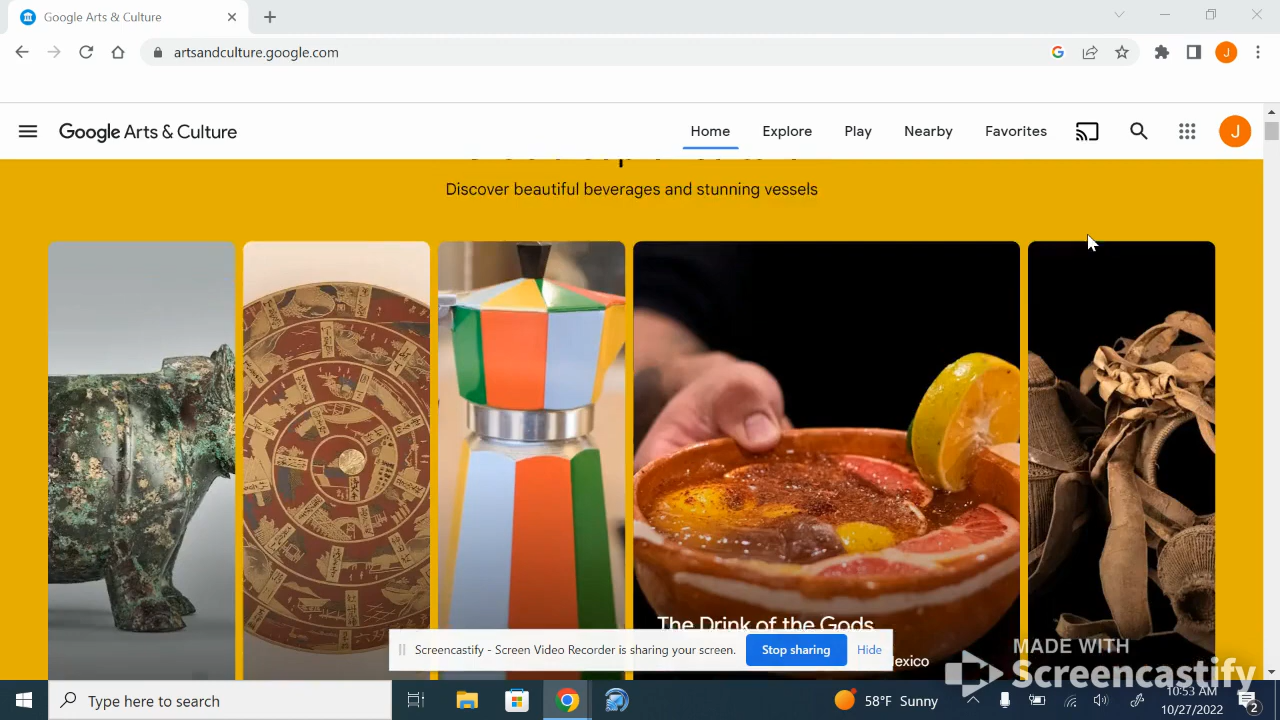 Google Arts & Culture
artsandculture.google.com
Google Arts & Culture
Home
Explore
Play
Nearby
Favorites
J
Discover beautiful beverages and stunning vessels
The Drink of the Gods
Mexico
Screencastify - Screen Video Recorder is sharing your screen.
Stop sharing
Hide
MADE WITH
Screencastify
Type here to search
58°F Sunny
10:53 AM
10/27/2022
2